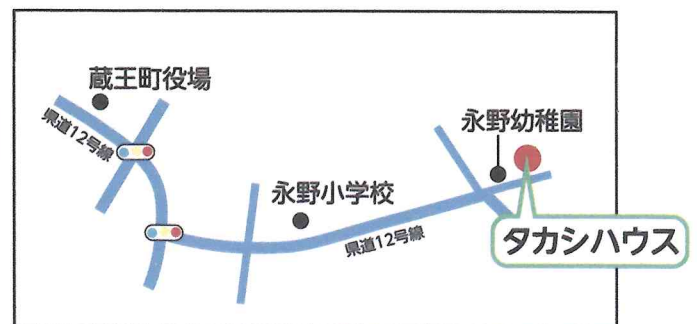 蔵王町役場
県道12号線
永野幼稚園
永野小学校
県道12号線
タカシハウス